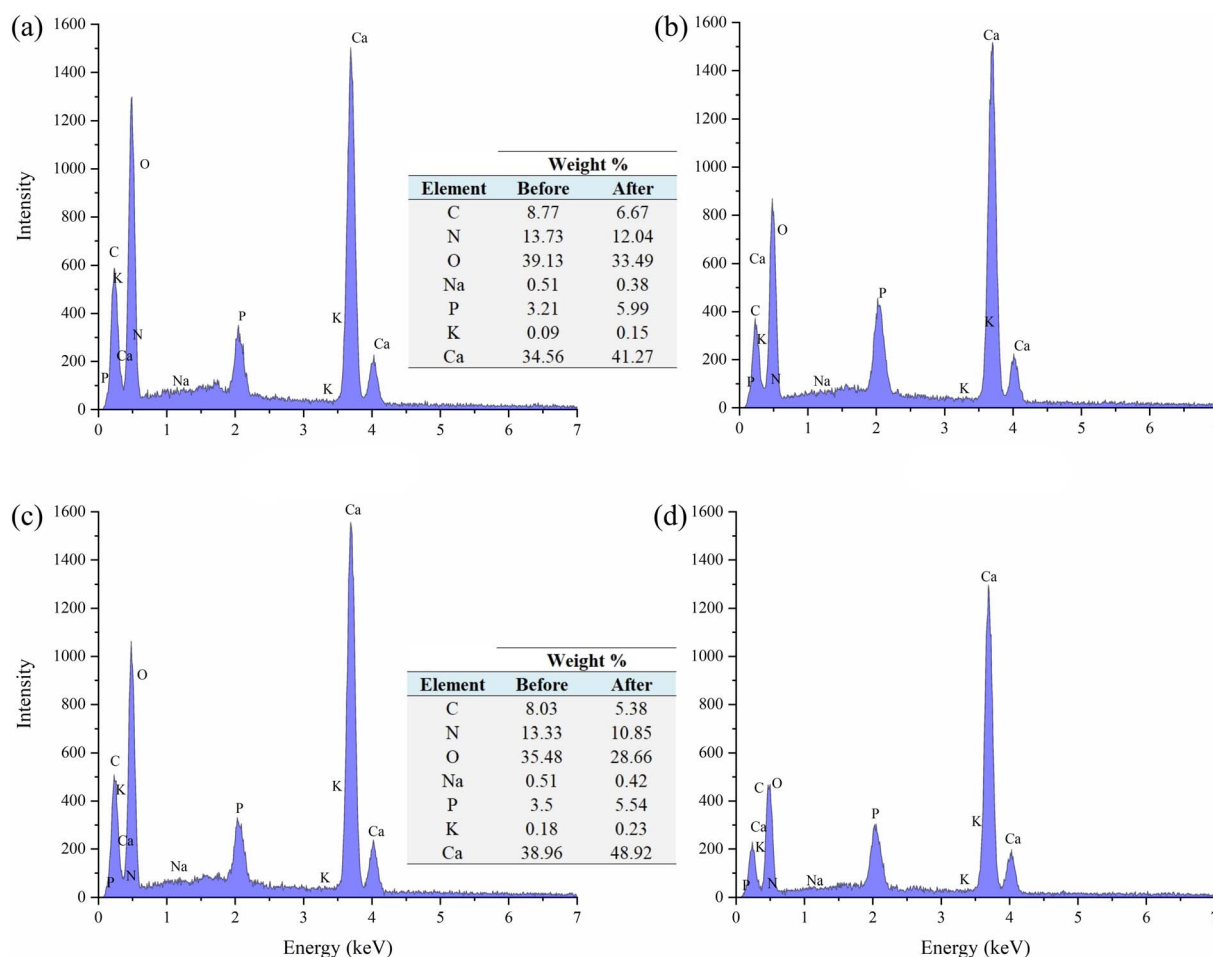 (a)
1600
1400
1200
1000
800
600
400
200
0
Intensity
Ca
O
C
K
P
Ca
N
Na
P
K
K
Ca
0 1 2 3 4 5 6 7
Weight %
Element Before After
C 8.77 6.67
N 13.73 12.04
O 39.13 33.49
Na 0.51 0.38
P 3.21 5.99
K 0.09 0.15
Ca 34.56 41.27
(b)
1600
1400
1200
1000
800
600
400
200
0
Ca
O
Ca
C
K
P
N
Na
P
K
K
Ca
0 1 2 3 4 5 6
(c)
1600
1400
1200
1000
800
600
400
200
0
Intensity
Ca
O
C
K
Ca
P
N
Na
P
K
K
Ca
0 1 2 3 4 5 6 7
Energy (keV)
Weight %
Element Before After
C 8.03 5.38
N 13.33 10.85
O 35.48 28.66
Na 0.51 0.42
P 3.5 5.54
K 0.18 0.23
Ca 38.96 48.92
(d)
1600
1400
1200
1000
800
600
400
200
0
Ca
C
O
Ca
K
P
N
Na
P
K
K
Ca
0 1 2 3 4 5 6 7
Energy (keV)